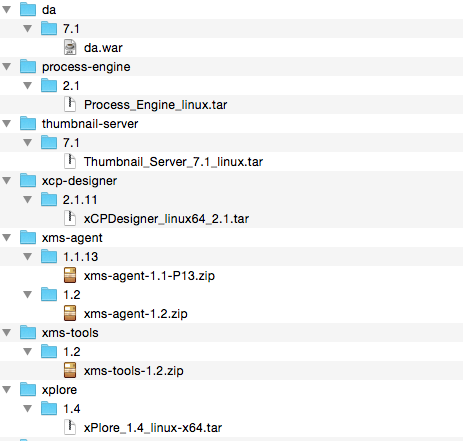 da
7.1
da.war
process-engine
2.1
Process_Engine_linux.tar
thumbnail-server
7.1
Thumbnail_Server_7.1_linux.tar
xcp-designer
2.1.11
xCPDesigner_linux64_2.1.tar
xms-agent
1.1.13
xms-agent-1.1-P13.zip
1.2
xms-agent-1.2.zip
xms-tools
1.2
xms-tools-1.2.zip
xplore
1.4
xPlore_1.4_linux-x64.tar